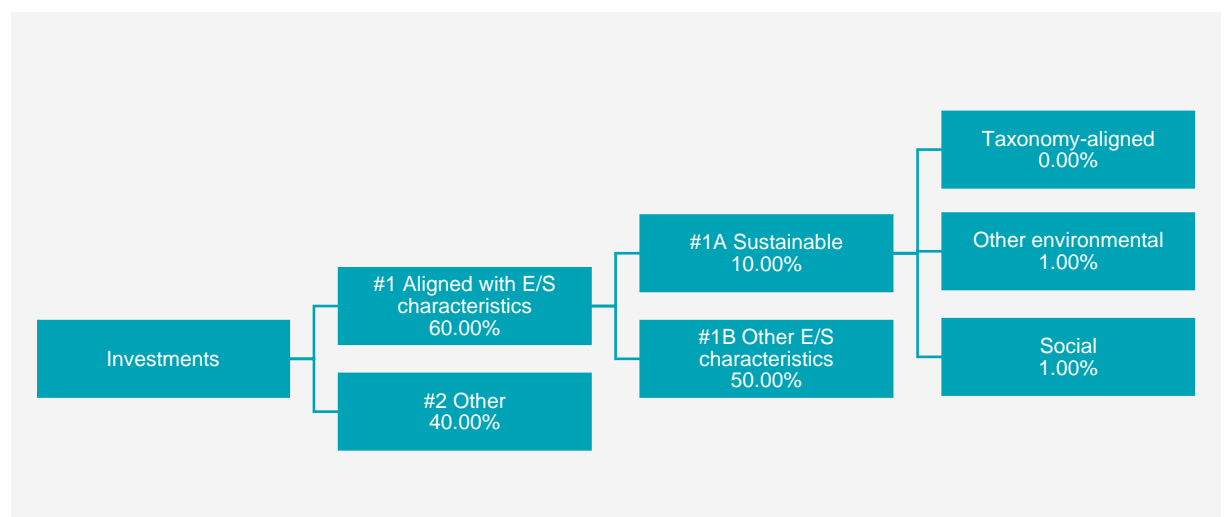 Investments
#1 Aligned with E/S
characteristics
60.00%
#2 Other
40.00%
#1A Sustainable
10.00%
#1B Other E/S
characteristics
50.00%
Taxonomy-aligned
0.00%
Other environmental
1.00%
Social
1.00%